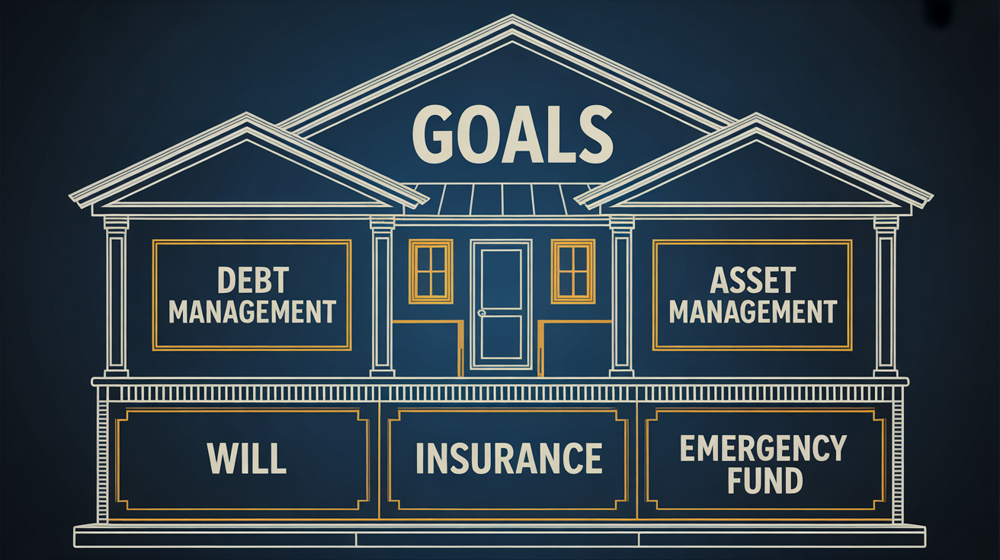 GOALS
DEBT
MANAGEMENT
ASSET
MANAGEMENT
WILL
INSURANCE
EMERGENCY
FUND